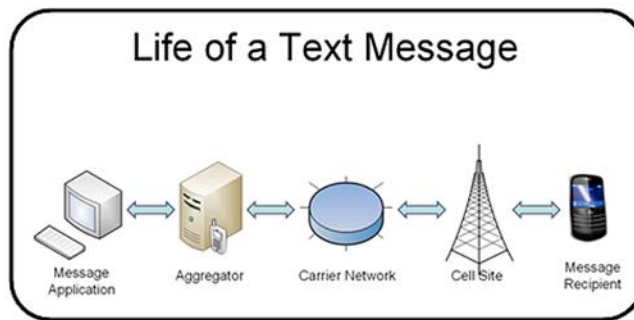 Life of a Text Message
Message
Application
Aggregator
Carrier Network
Cell Site
Message
Recipient